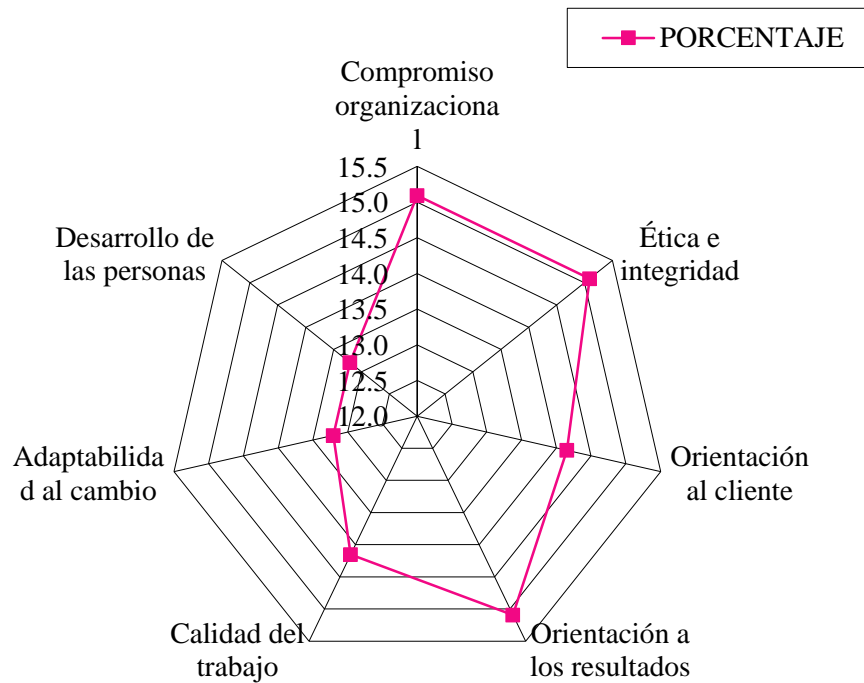 PORCENTAJE
Compromiso
organizaciona
l
15.5
15.0
14.5
14.0
13.5
13.0
12.5
12.0
Ética e
integridad
Orientación
al cliente
Orientación a
los resultados
Calidad del
trabajo
Adaptabilida
d al cambio
Desarrollo de
las personas